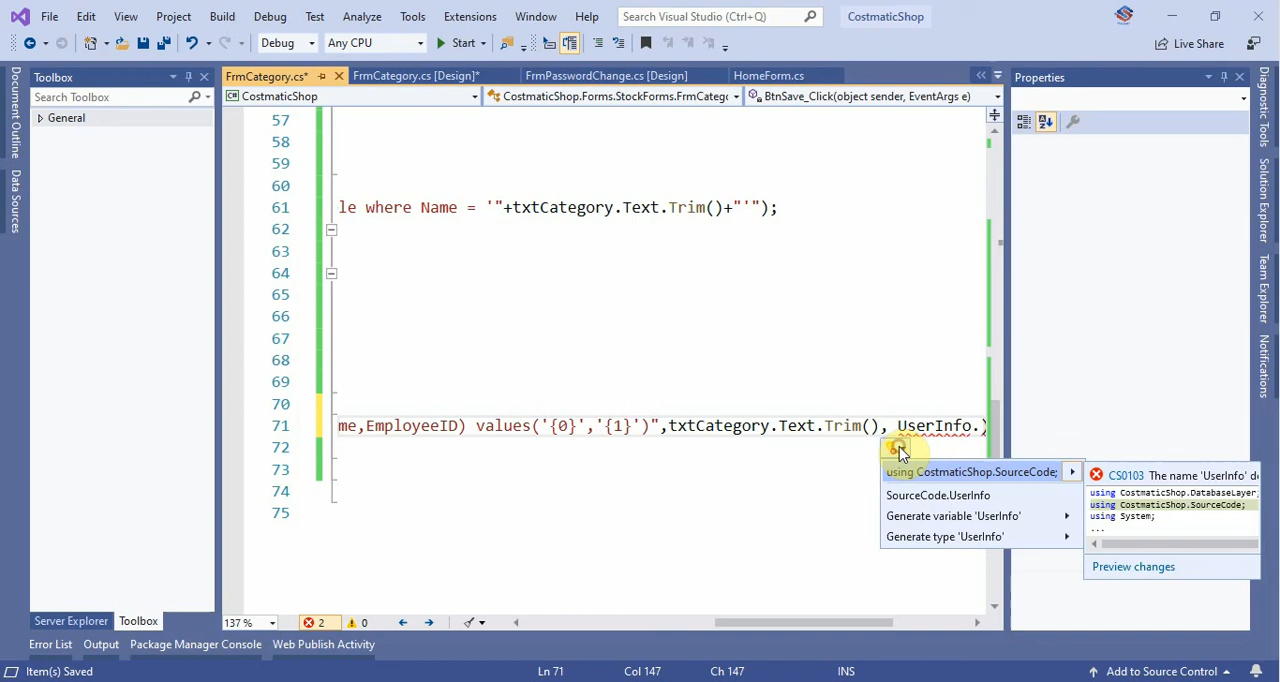 File Edit View Project Build Debug Test Analyze Tools Extensions Window Help Search Visual Studio (Ctrl+Q) CostmaticShop
Debug Any CPU Start Live Share
Toolbox
Search Toolbox
General
Document Outline
Data Sources
FrmCategory.cs* FrmCategory.cs [Design]* FrmPasswordChange.cs [Design] HomeForm.cs
CostmaticShop CostmaticShop.Forms.StockForms.FrmCatego BtnSave_Click(object sender, EventArgs e)
57
58
59
60
61 le where Name = '"+txtCategory.Text.Trim()+"'");
62
63
64
65
66
67
68
69
70
71 me,EmployeeID) values('{0}','{1}')",txtCategory.Text.Trim(), UserInfo.)
72
73
74
75
using CostmaticShop.SourceCode;
SourceCode.UserInfo
Generate variable 'UserInfo'
Generate type 'UserInfo'
CS0103 The name 'UserInfo' d
using CostmaticShop.DatabaseLayer;
using CostmaticShop.SourceCode;
using System;
...
Preview changes
Properties
Diagnostic Tools
Solution Explorer
Team Explorer
Notifications
Server Explorer Toolbox
137 % 2 0
Error List Output Package Manager Console Web Publish Activity
Item(s) Saved Ln 71 Col 147 Ch 147 INS Add to Source Control